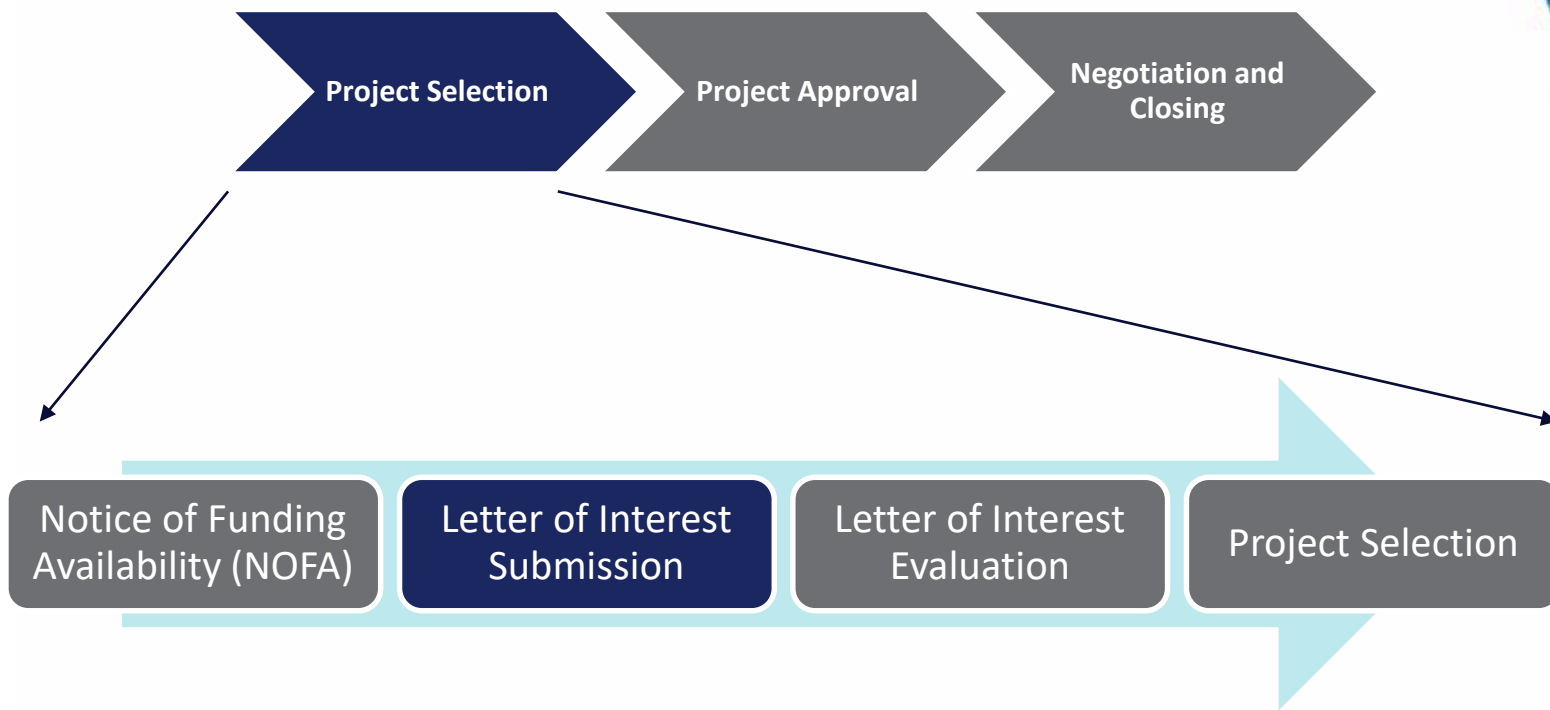 Project Selection
Project Approval
Negotiation and
Closing
Notice of Funding
Availability (NOFA)
Letter of Interest
Submission
Letter of Interest
Evaluation
Project Selection